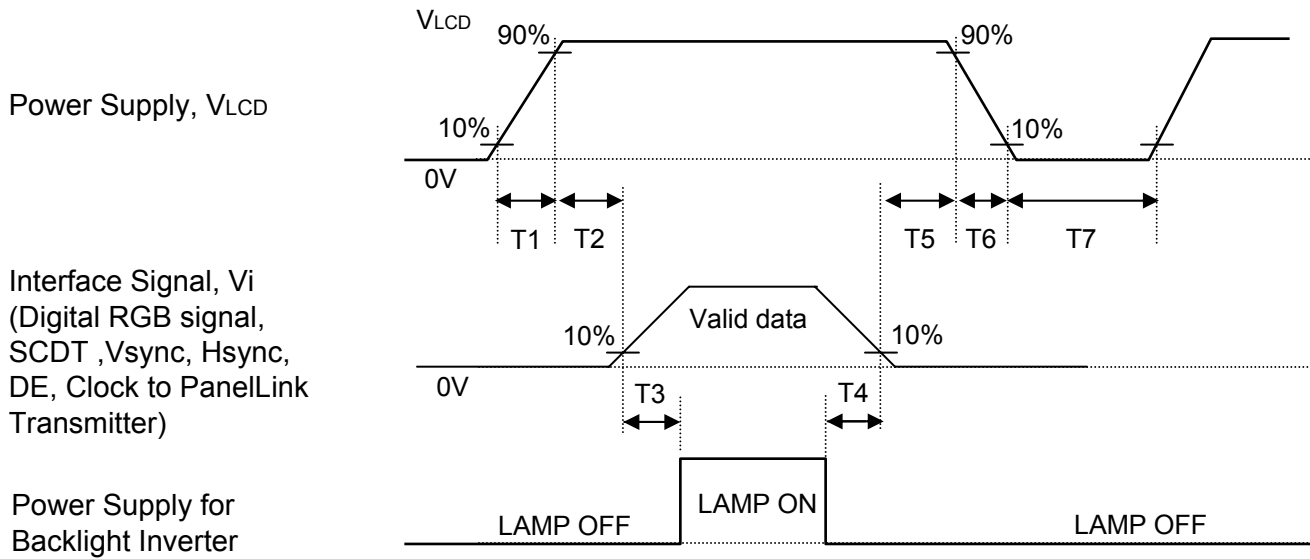 VLCD
90%
90%
Power Supply, VLCD
10%
10%
0V
T1
T2
T5
T6
T7
Interface Signal, Vi
(Digital RGB signal,
SCDT ,Vsync, Hsync,
DE, Clock to PanelLink
Transmitter)
Valid data
10%
10%
0V
T3
T4
Power Supply for
Backlight Inverter
LAMP OFF
LAMP ON
LAMP OFF